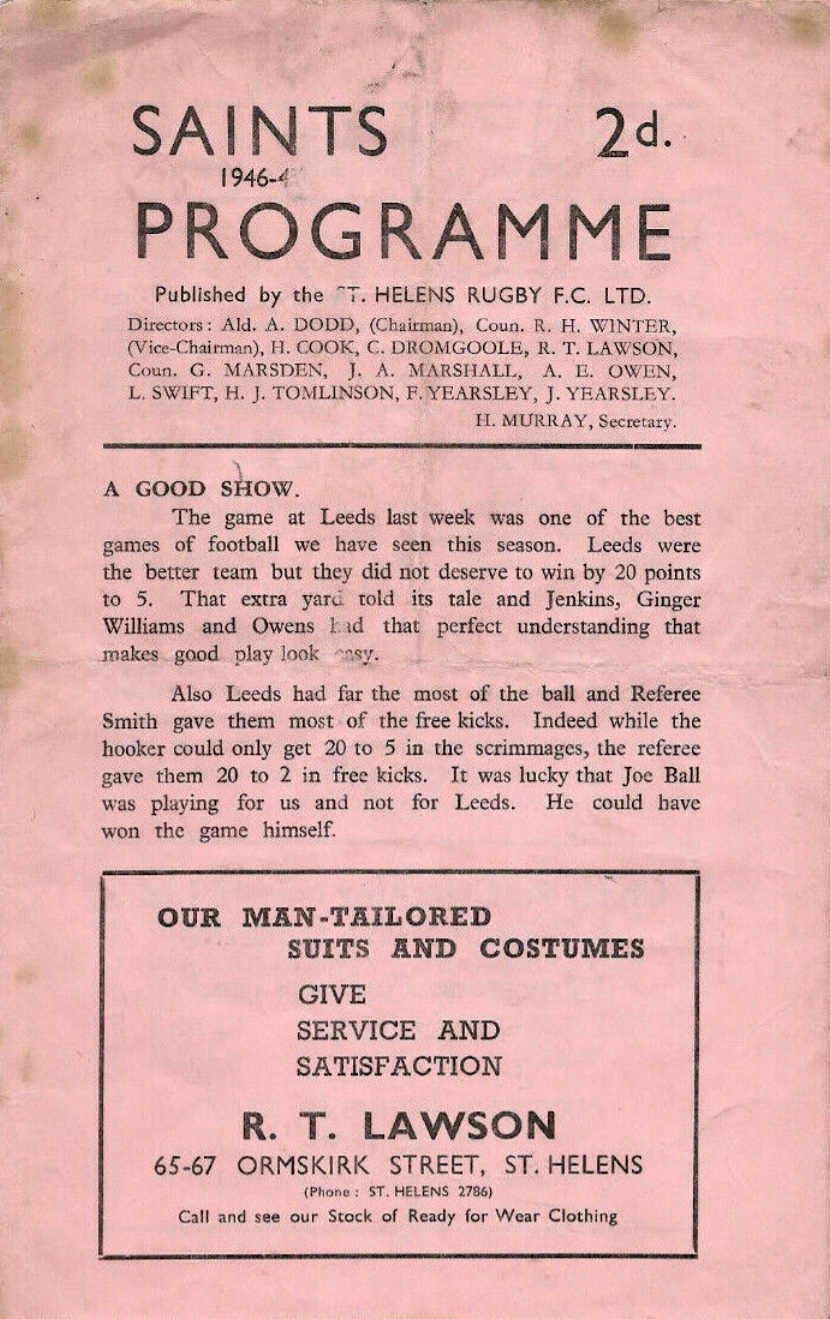 SAINTS 2d.
1946-4
PROGRAMME
Published by the ST. HELENS RUGBY F.C. LTD.
Directors: Ald. A. DODD, (Chairman), Coun. R. H. WINTER,
(Vice-Chairman), H. COOK, C. DROMGOOLE, R. T. LAWSON,
Coun. G. MARSDEN, J. A. MARSHALL, A. E. OWEN,
L. SWIFT, H. J. TOMLINSON, F. YEARSLEY, J. YEARSLEY.
H. MURRAY, Secretary.
A GOOD SHOW.
The game at Leeds last week was one of the best
games of football we have seen this season. Leeds were
the better team but they did not deserve to win by 20 points
to 5. That extra yard told its tale and Jenkins, Ginger
Williams and Owens had that perfect understanding that
makes good play look easy.
Also Leeds had far the most of the ball and Referee
Smith gave them most of the free kicks. Indeed while the
hooker could only get 20 to 5 in the scrimmages, the referee
gave them 20 to 2 in free kicks. It was lucky that Joe Ball
was playing for us and not for Leeds. He could have
won the game himself.
OUR MAN-TAILORED
SUITS AND COSTUMES
GIVE
SERVICE AND
SATISFACTION
R. T. LAWSON
65-67 ORMSKIRK STREET, ST. HELENS
(Phone : ST. HELENS 2786)
Call and see our Stock of Ready for Wear Clothing